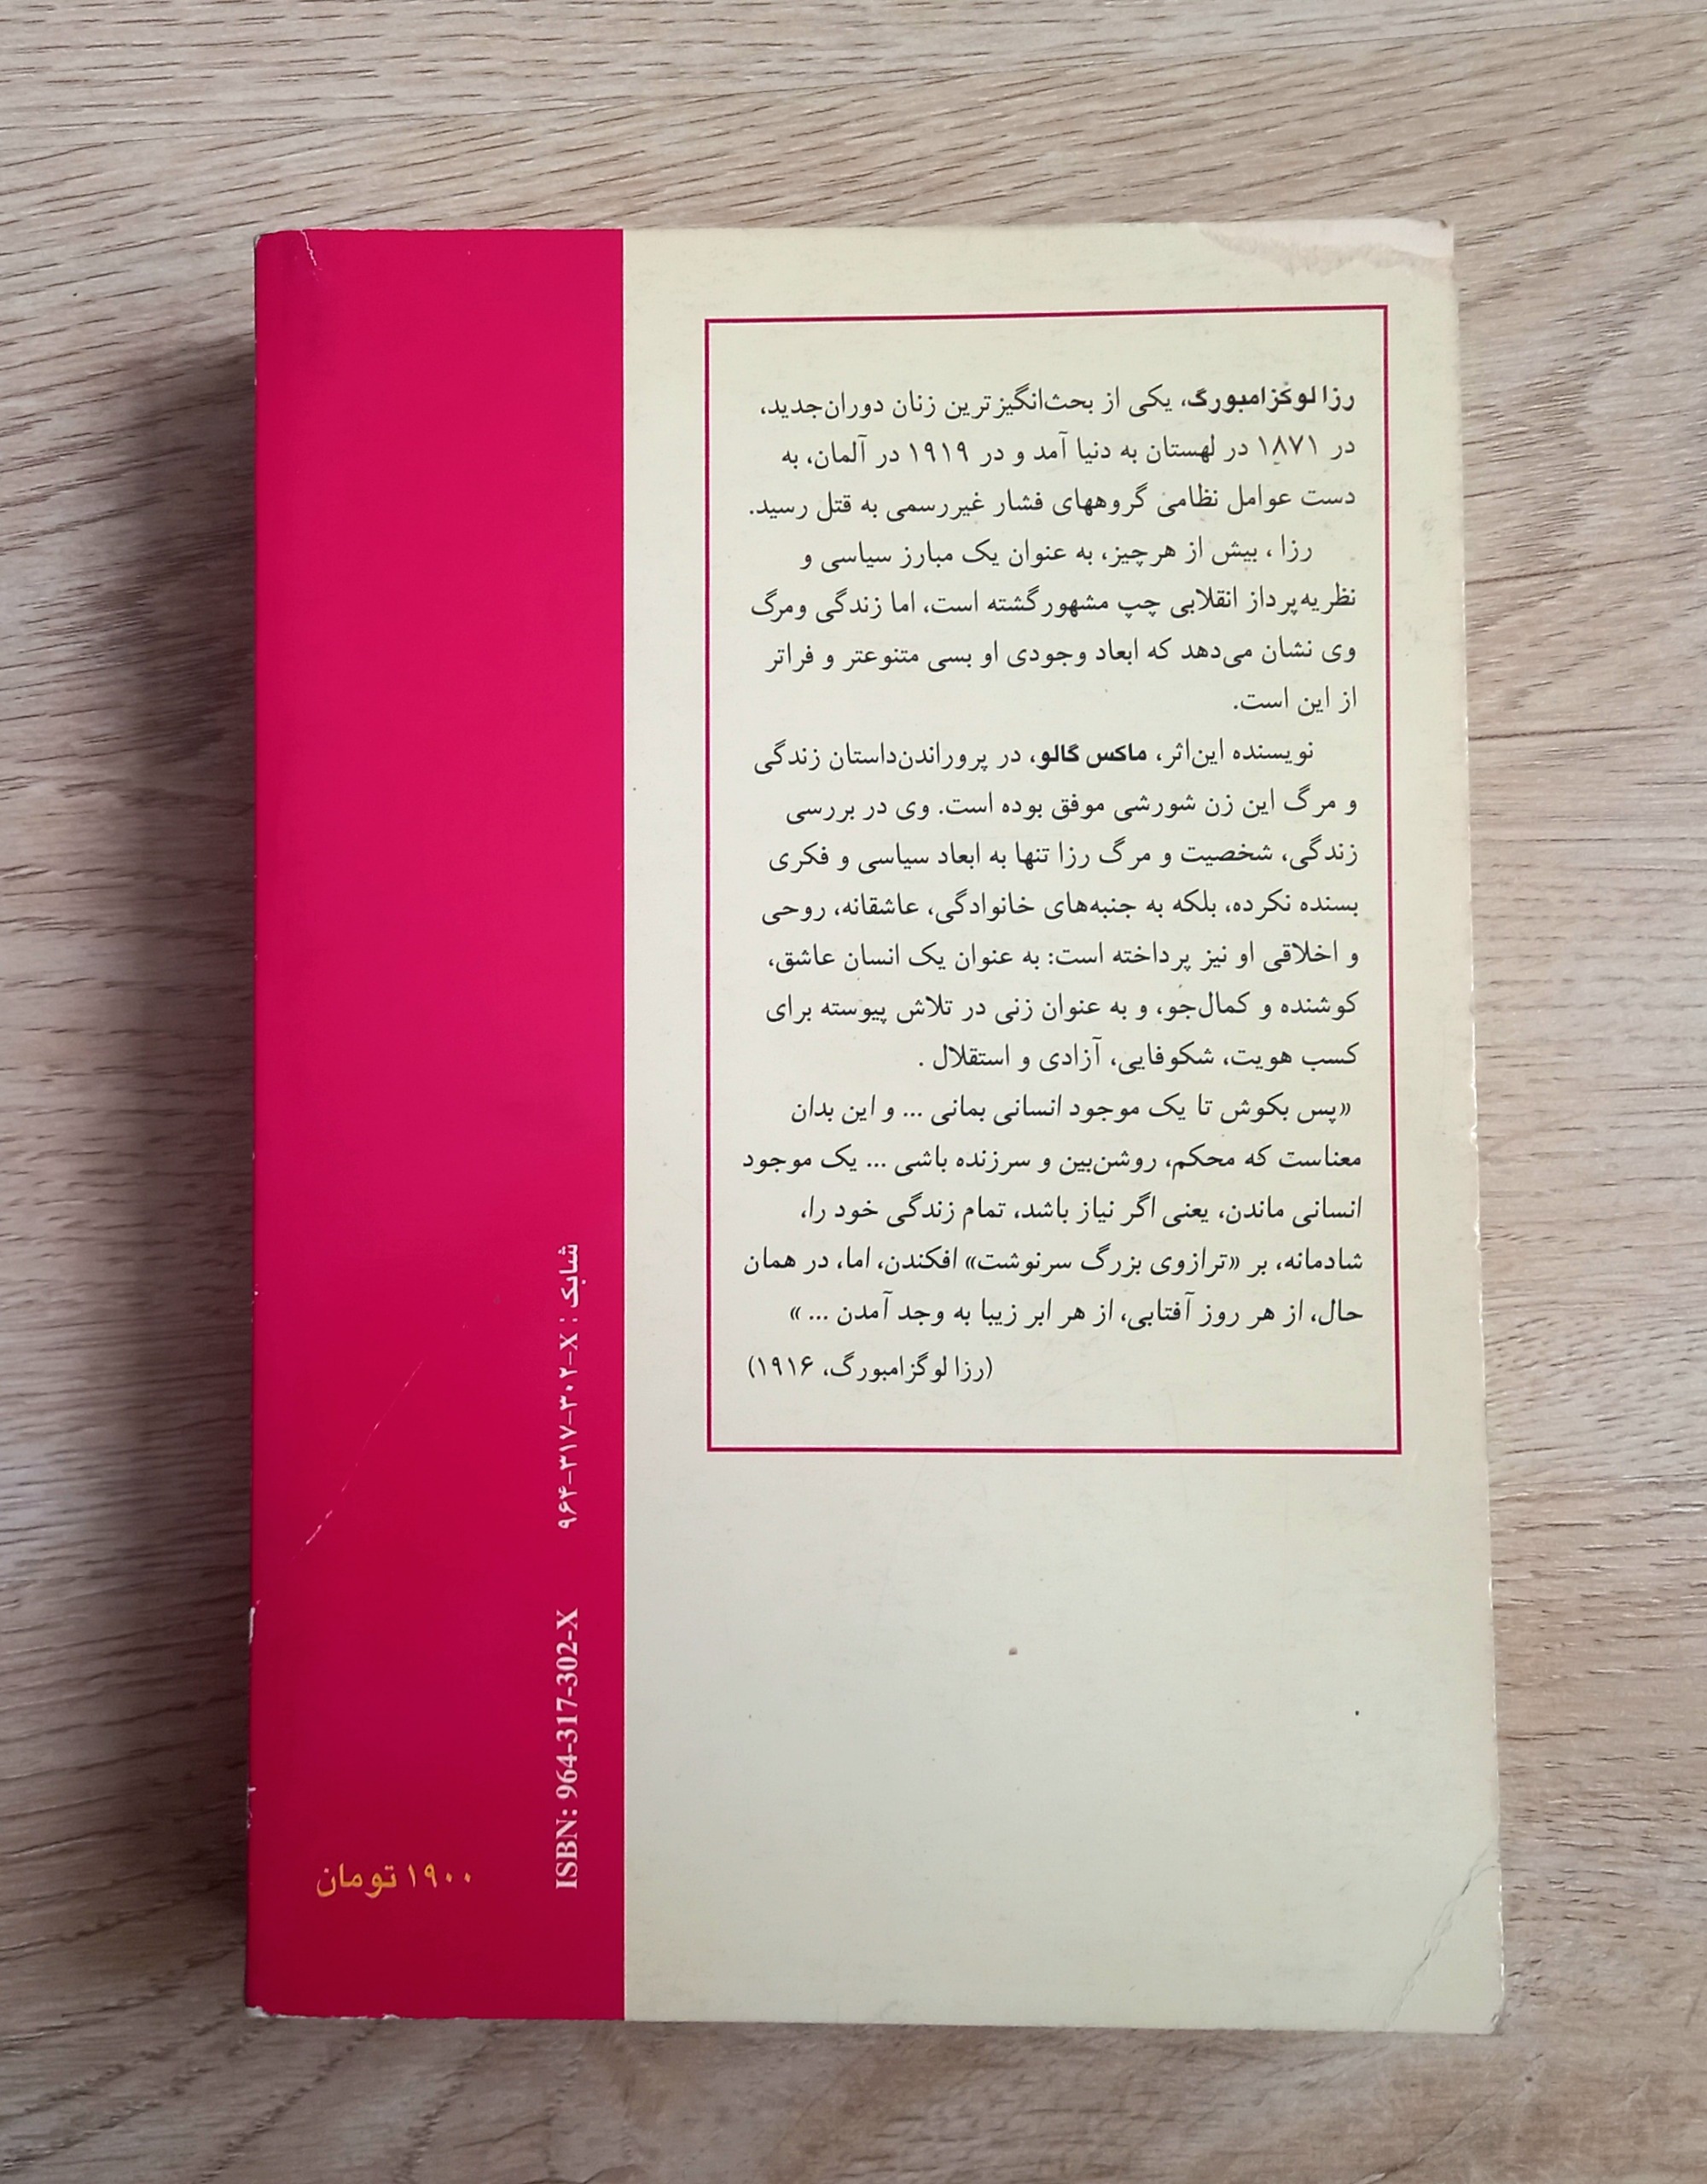 رزا لوگزامبورگ، یکی از بحث‌انگیزترین زنان دوران‌جدید،
در ۱۸۷۱ در لهستان به دنیا آمد و در ۱۹۱۹ در آلمان، به
دست عوامل نظامی گروههای فشار غیررسمی به قتل رسید.
رزا ، بیش از هرچیز، به عنوان یک مبارز سیاسی و
نظریه‌پرداز انقلابی چپ مشهورگشته است، اما زندگی ومرگ
وی نشان می‌دهد که ابعاد وجودی او بسی متنوعتر و فراتر
از این است.
نویسنده این‌اثر، ماکس گالو، در پروراندن‌داستان زندگی
و مرگ این زن شورشی موفق بوده است. وی در بررسی
زندگی، شخصیت و مرگ رزا تنها به ابعاد سیاسی و فکری
بسنده نکرده، بلکه به جنبه‌های خانوادگی، عاشقانه، روحی
و اخلاقی او نیز پرداخته است: به عنوان یک انسان عاشق،
کوشنده و کمال‌جو، و به عنوان زنی در تلاش پیوسته برای
کسب هویت، شکوفایی، آزادی و استقلال .
«پس بکوش تا یک موجود انسانی بمانی ... و این بدان
معناست که محکم، روشن‌بین و سرزنده باشی ... یک موجود
انسانی ماندن، یعنی اگر نیاز باشد، تمام زندگی خود را،
شادمانه، بر «ترازوی بزرگ سرنوشت» افکندن، اما، در همان
حال، از هر روز آفتابی، از هر ابر زیبا به وجد آمدن ... »
(رزا لوگزامبورگ، ۱۹۱۶)
شابک : X-۳۰۲-۳۱۷-۹۶۴
ISBN: 964-317-302-X
۱۹۰۰ تومان